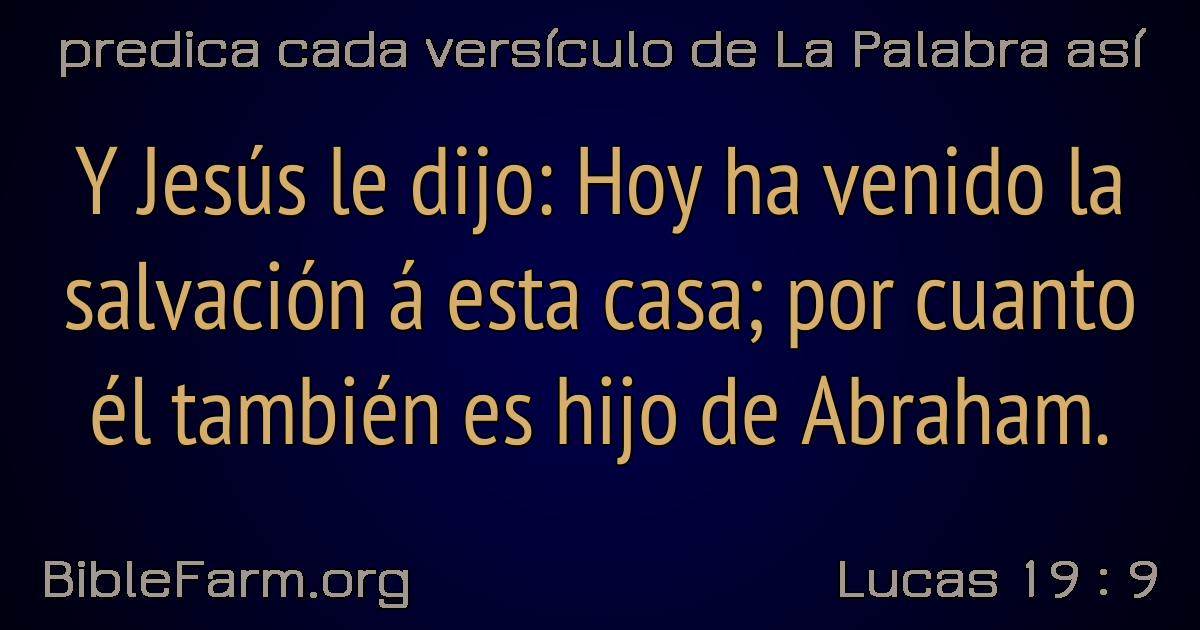 predica cada versículo de La Palabra así
Y Jesús le dijo: Hoy ha venido la
salvación á esta casa; por cuanto
él también es hijo de Abraham.
BibleFarm.org
Lucas 19 : 9